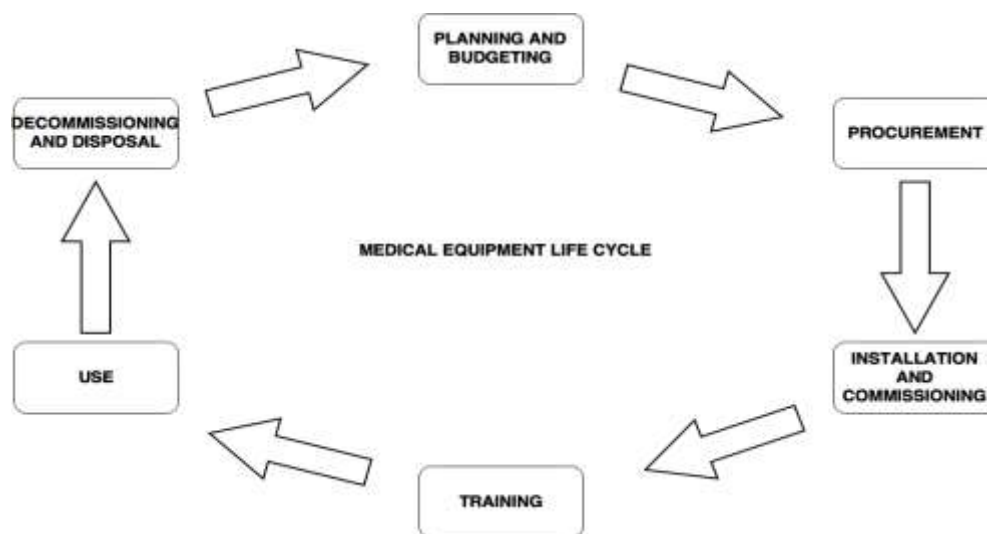 PLANNING AND
BUDGETING
DECOMMISSIONING
AND DISPOSAL
PROCUREMENT
MEDICAL EQUIPMENT LIFE CYCLE
USE
INSTALLATION
AND
COMMISSIONING
TRAINING